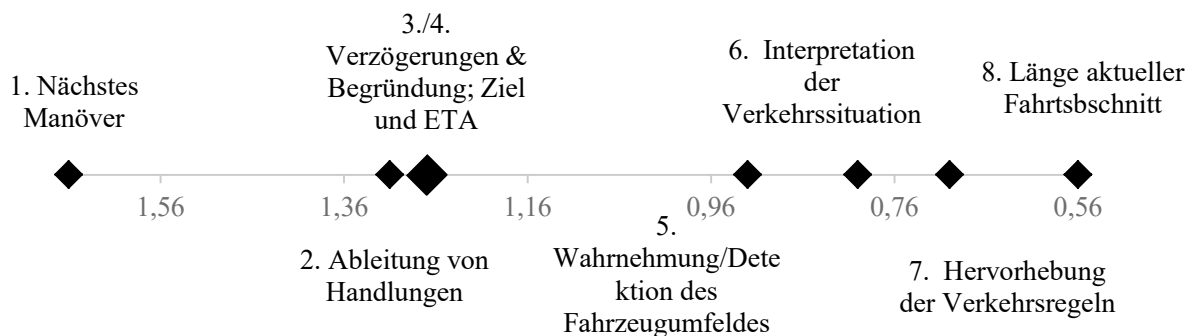 1. Nächstes
Manöver
3./4.
Verzögerungen &
Begründung; Ziel
und ETA
6. Interpretation
der
Verkehrssituation
8. Länge aktueller
Fahrtsbschnitt
1,56
1,36
1,16
0,96
0,76
0,56
2. Ableitung von
Handlungen
5.
Wahrnehmung/Dete
ktion des
Fahrzeugumfeldes
7. Hervorhebung
der Verkehrsregeln